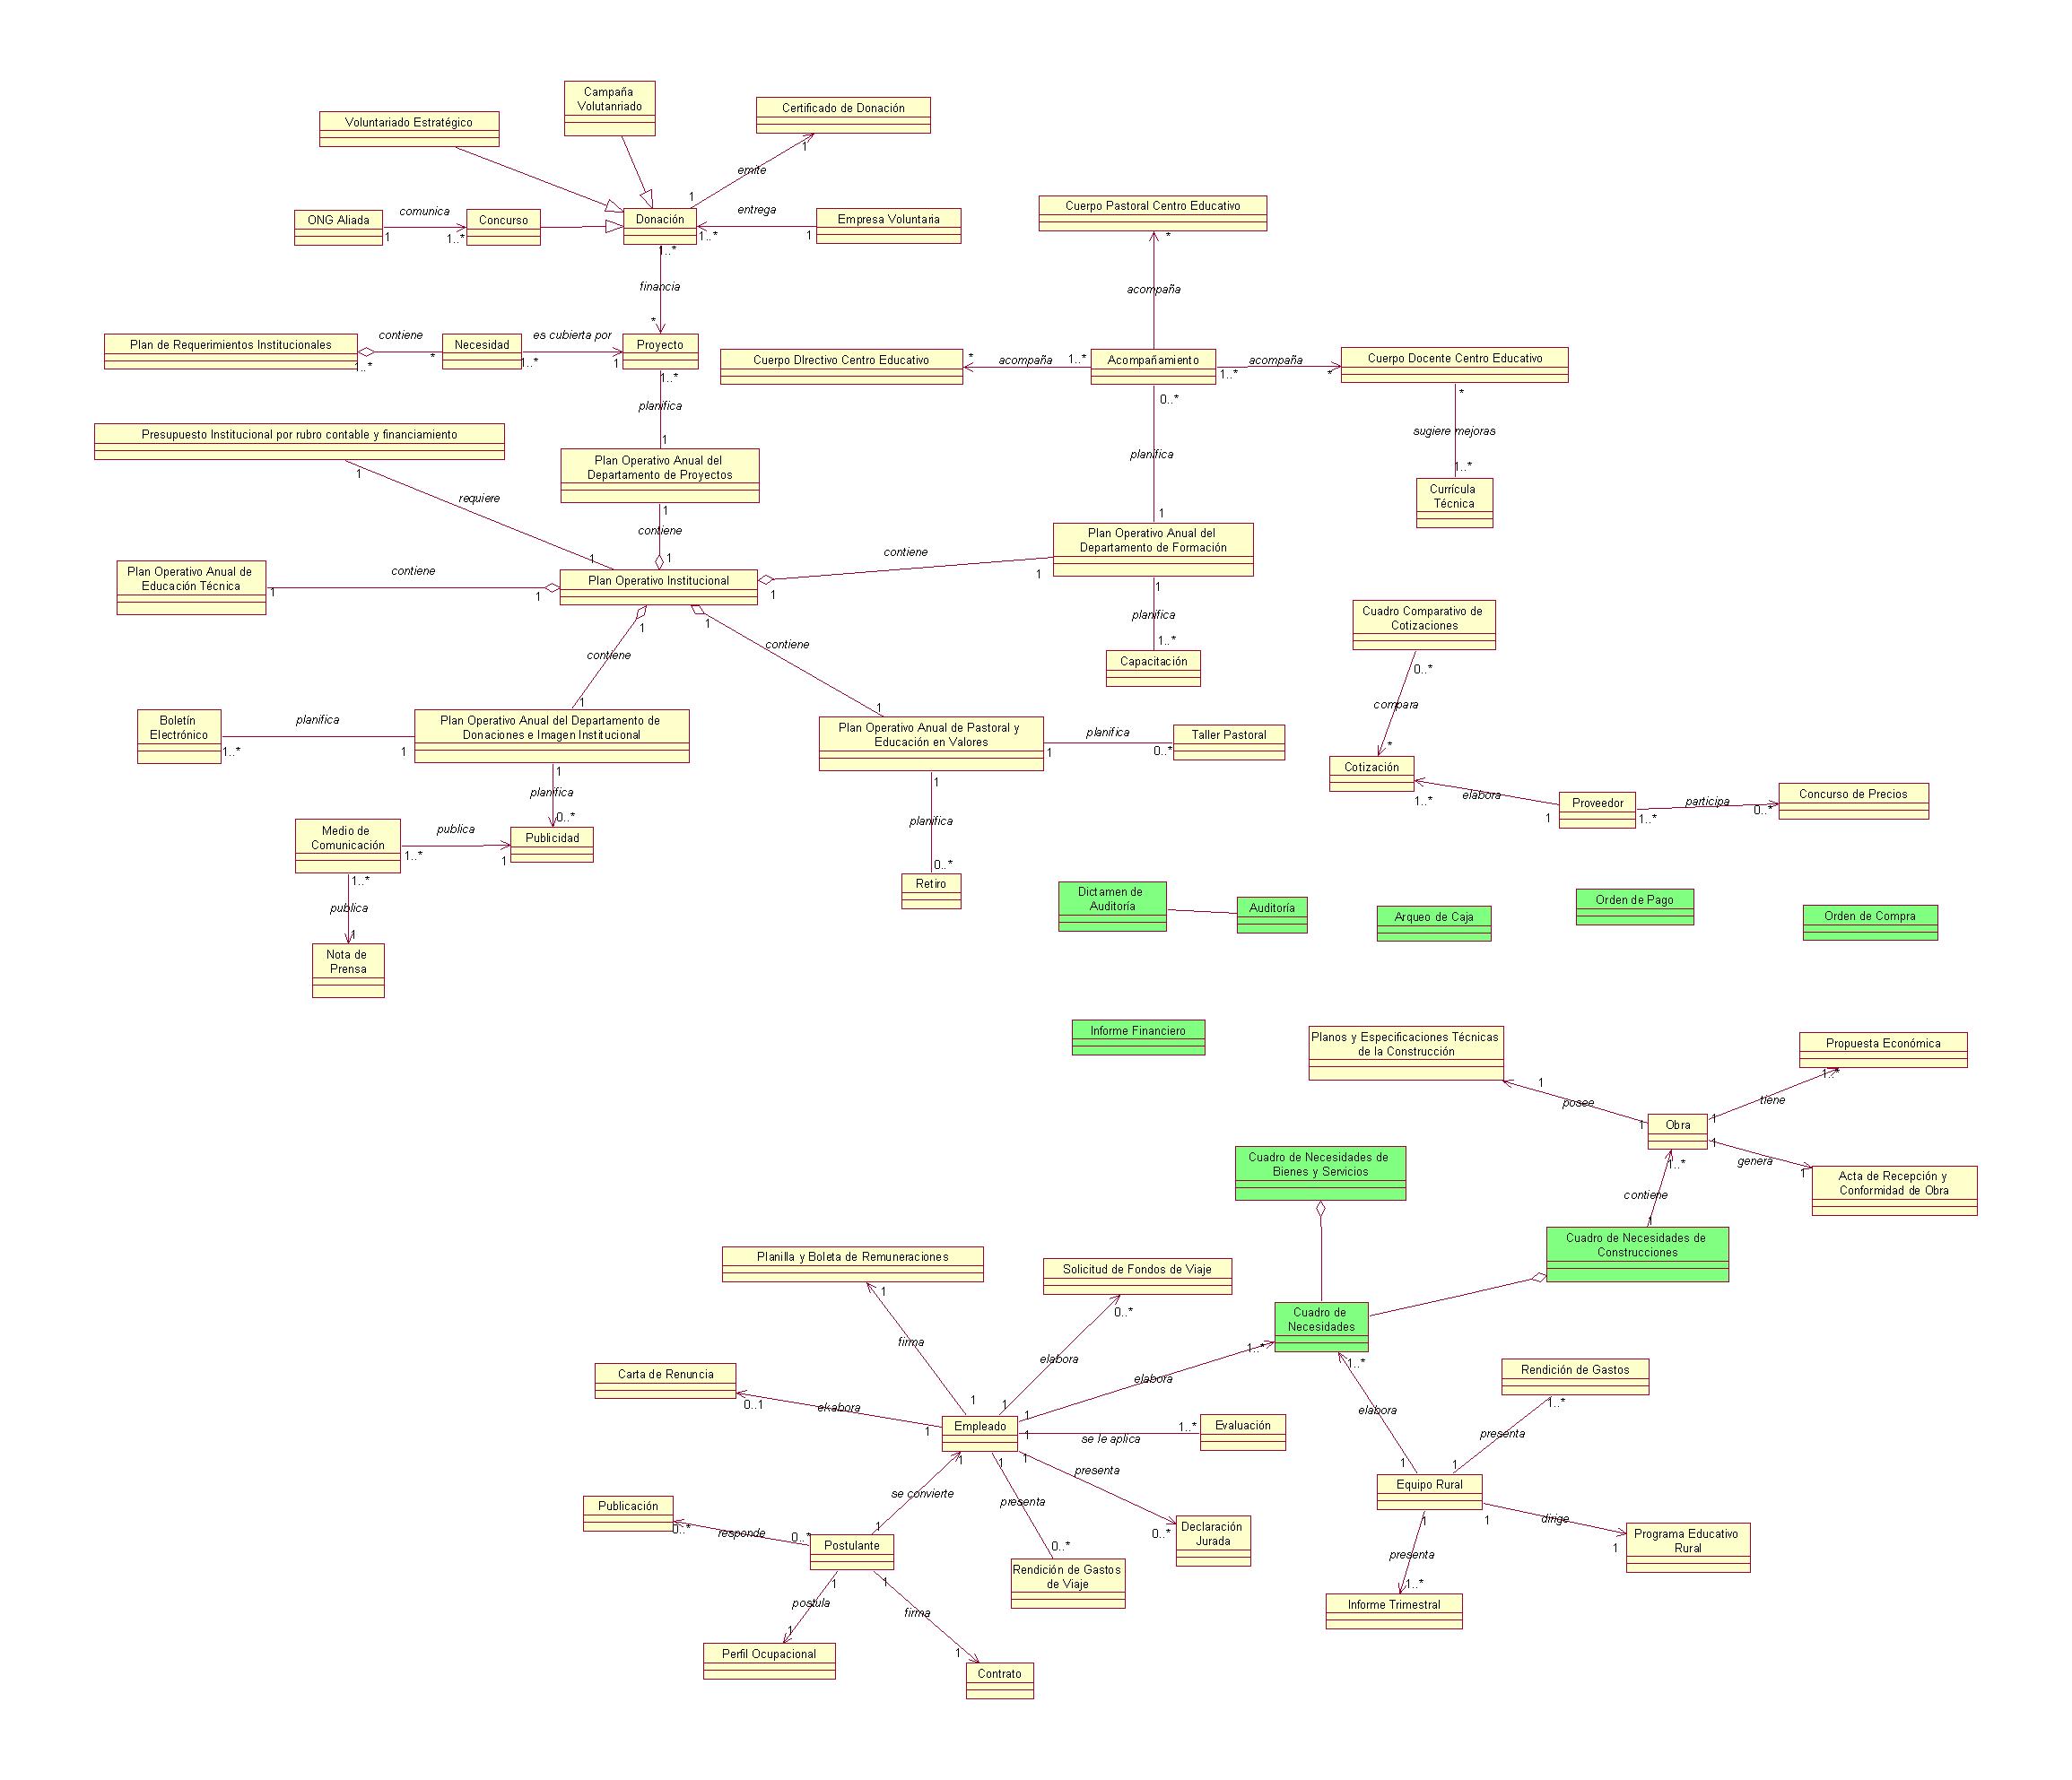 Campaña
Volutanriado
Certificado de Donación
Voluntariado Estratégico
1
emite
1
ONG Aliada
comunica
Concurso
Donación
entrega
Empresa Voluntaria
1
1..*
1..*
1
1..*
Cuerpo Pastoral Centro Educativo
*
financia
acompaña
*
Plan de Requerimientos Institucionales
contiene
Necesidad
es cubierta por
Proyecto
1..*
*
1..*
1
1..*
Cuerpo DIrectivo Centro Educativo
*
acompaña
1..*
Acompañamiento
1..*
acompaña
*
Cuerpo Docente Centro Educativo
0..*
*
planifica
1
sugiere mejoras
1..*
Currícula
Técnica
Presupuesto Institucional por rubro contable y financiamiento
1
requiere
1
Plan Operativo Anual del
Departamento de Proyectos
1
contiene
1
planifica
1
Plan Operativo Anual del
Departamento de Formación
contiene
1
1
Plan Operativo Anual de
Educación Técnica
contiene
1
1
Plan Operativo Institucional
1
1
1
planifica
1..*
Capacitación
Cuadro Comparativo de
Cotizaciones
0..*
compara
*
contiene
contiene
1
1
Boletín
Electrónico
planifica
1..*
1
Plan Operativo Anual del Departamento de
Donaciones e Imagen Institucional
Plan Operativo Anual de Pastoral y
Educación en Valores
planifica
1
0..*
Taller Pastoral
Cotización
1..*
elabora
1
Proveedor
1..*
participa
0..*
Concurso de Precios
1
planifica
0..*
1
planifica
0..*
Medio de
Comunicación
publica
1..*
1
Publicidad
Retiro
1..*
publica
1
Nota de
Prensa
Dictamen de
Auditoría
Auditoría
Arqueo de Caja
Orden de Pago
Orden de Compra
Informe Financiero
Planos y Especificaciones Técnicas
de la Construcción
Propuesta Económica
1
posee
1
1..*
tiene
1
Obra
1
genera
1
1..*
Acta de Recepción y
Conformidad de Obra
contiene
1
Cuadro de Necesidades de
Bienes y Servicios
Cuadro de Necesidades de
Construcciones
Planilla y Boleta de Remuneraciones
Solicitud de Fondos de Viaje
1
0..*
Cuadro de
Necesidades
firma
elabora
1..*
1..*
Carta de Renuncia
0..1
ekabora
1
1
1
elabora
1
elabora
1
Rendición de Gastos
1..*
presenta
1
Empleado
1
se le aplica
1..*
Evaluación
1
1
1
presenta
0..*
presenta
0..*
Declaración
Jurada
Equipo Rural
1
dirige
1
Programa Educativo
Rural
1
presenta
1..*
Informe Trimestral
Publicación
0..*
responde
0..*
se convierte
1
Postulante
Rendición de Gastos
de Viaje
1
postula
1
Perfil Ocupacional
1
firma
1
Contrato